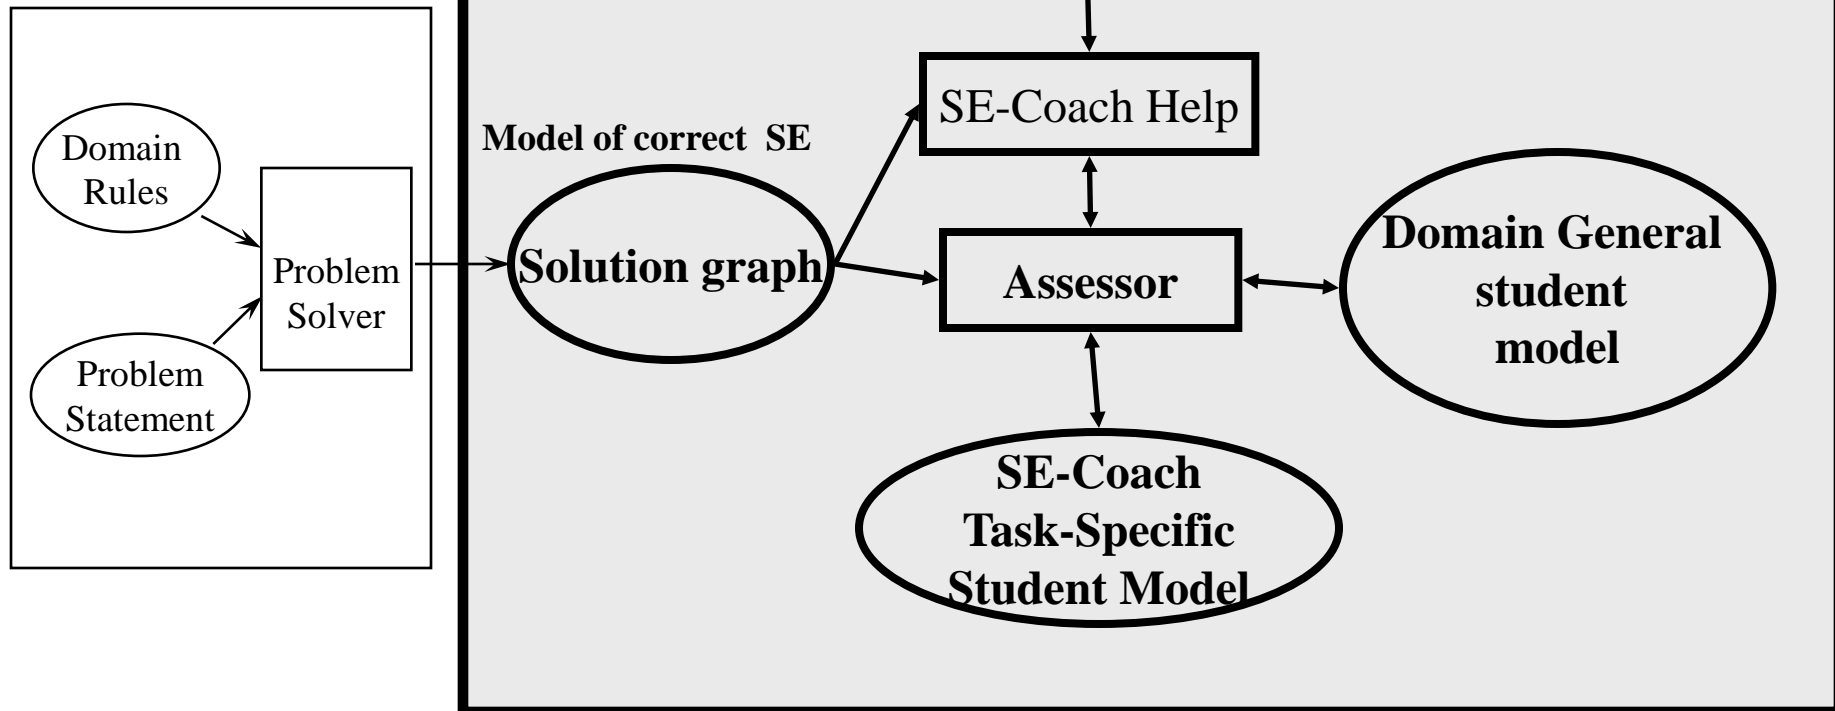 Domain
Rules
Problem
Solver
Problem
Statement
Model of correct SE
Solution graph
SE-Coach Help
Assessor
Domain General
student
model
SE-Coach
Task-Specific
Student Model